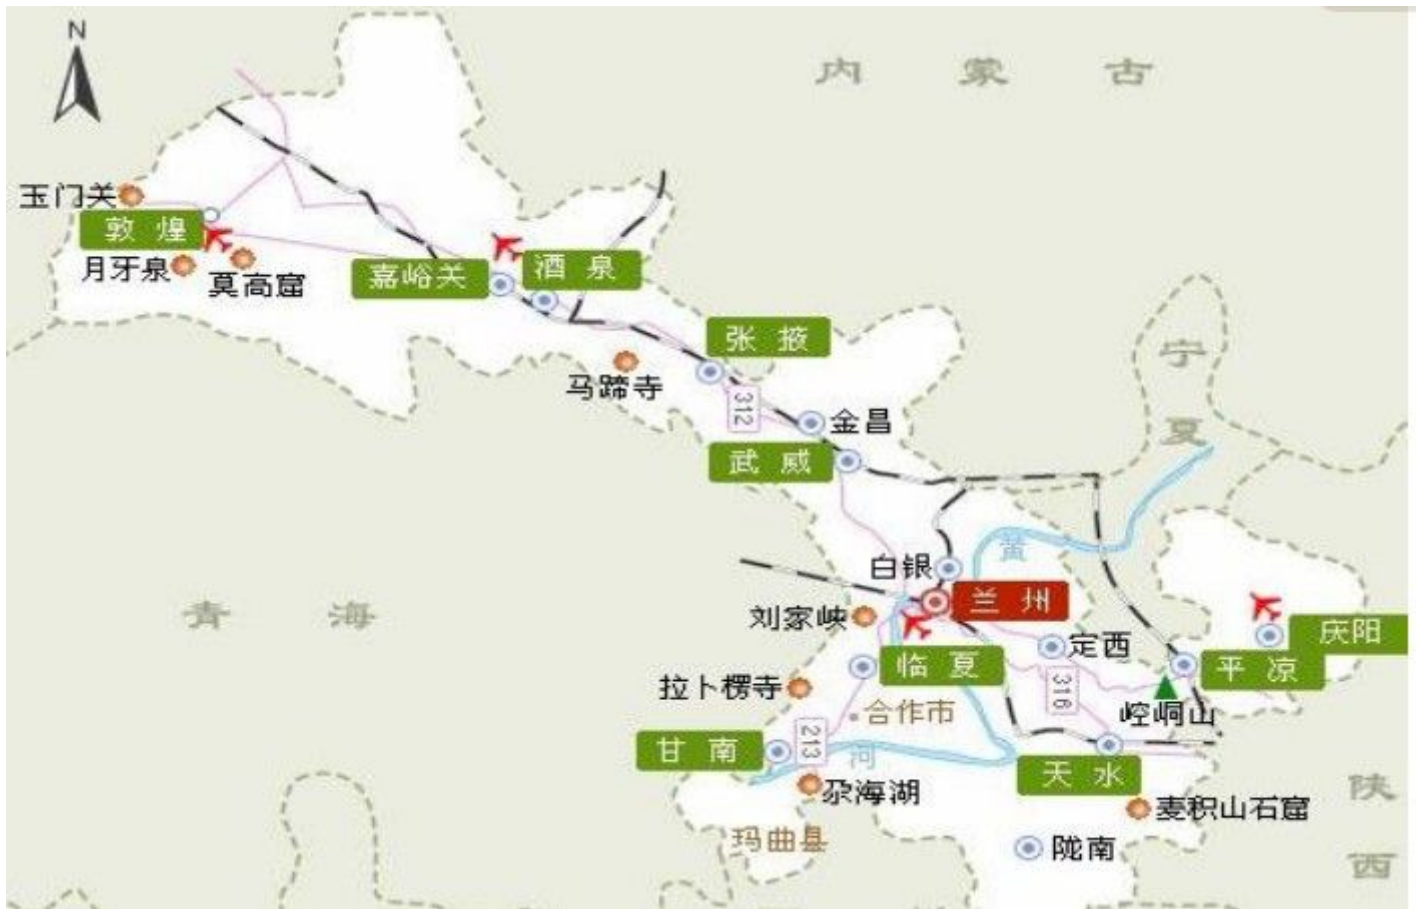 N
内 蒙 古
玉门关
敦 煌
月牙泉
莫高窟
嘉峪关
酒 泉
张 掖
马蹄寺
312
金昌
武 威
宁
夏
黄
白银
兰 州
青 海
刘家峡
定西
庆阳
临 夏
平 凉
拉卜楞寺
316
合作市
崆峒山
甘 南
213
河
天 水
尕海湖
麦积山石窟
陕
西
玛曲县
陇南